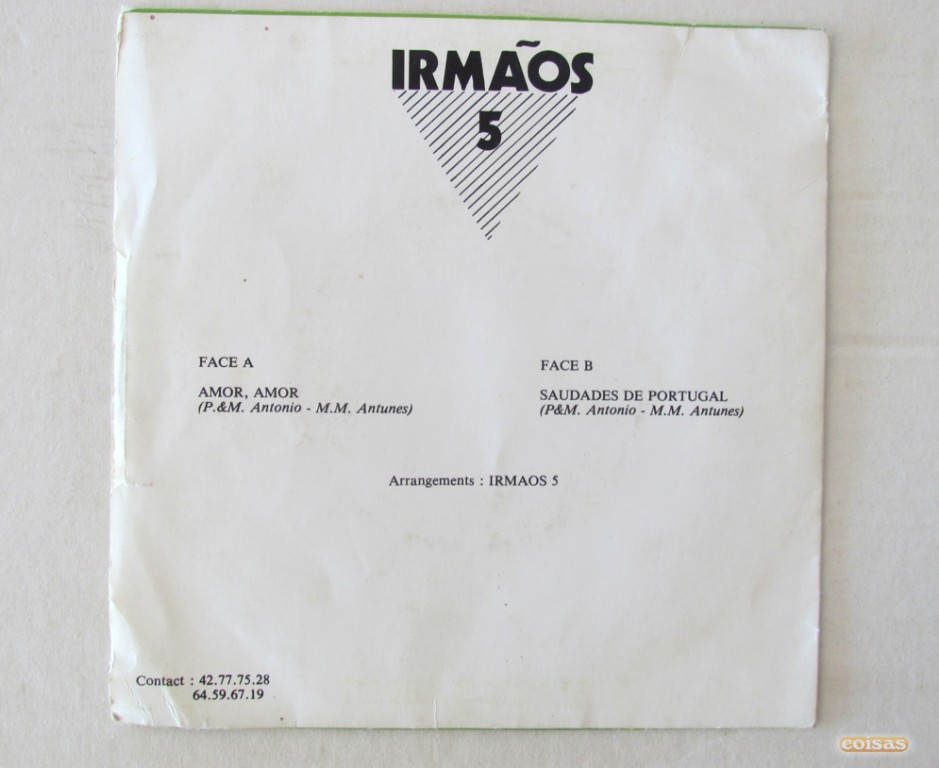 IRMÃOS
5
FACE A
AMOR, AMOR
(P.&M. Antonio - M.M. Antunes)
FACE B
SAUDADES DE PORTUGAL
(P&M. Antonio - M.M. Antunes)
Arrangements : IRMAOS 5
Contact : 42.77.75.28
64.59.67.19
coisas